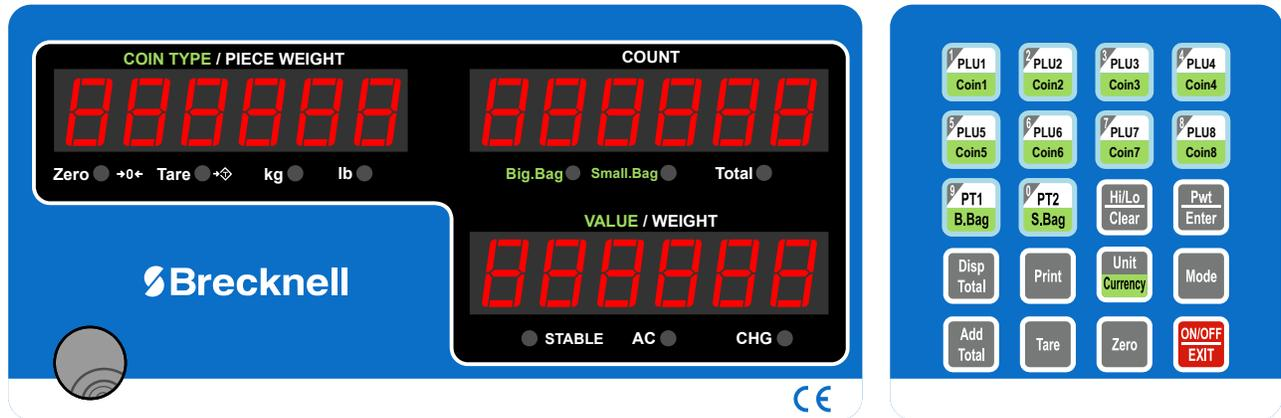 COIN TYPE / PIECE WEIGHT
COUNT
Zero →0← Tare →T← kg lb
Big.Bag Small.Bag Total
VALUE / WEIGHT
Brecknell
STABLE AC CHG
CE
1 PLU1 Coin1
2 PLU2 Coin2
3 PLU3 Coin3
4 PLU4 Coin4
5 PLU5 Coin5
6 PLU6 Coin6
7 PLU7 Coin7
8 PLU8 Coin8
9 PT1 B.Bag
0 PT2 S.Bag
Hi/Lo Clear
Pwt Enter
Disp Total
Print
Unit Currency
Mode
Add Total
Tare
Zero
ON/OFF EXIT